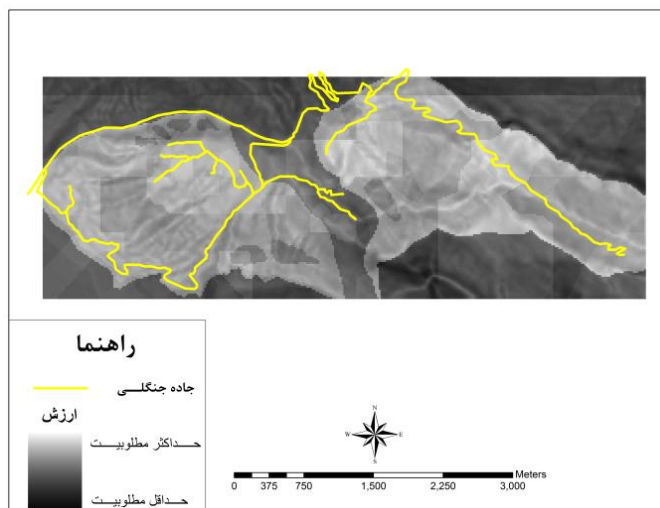 راهنما
جاده جنگلـــی
ارزش
حـــداکثر مطلوبیـــت
حـــداقل مطلوبیـــت
N
W E
S
Meters
0 375 750 1,500 2,250 3,000